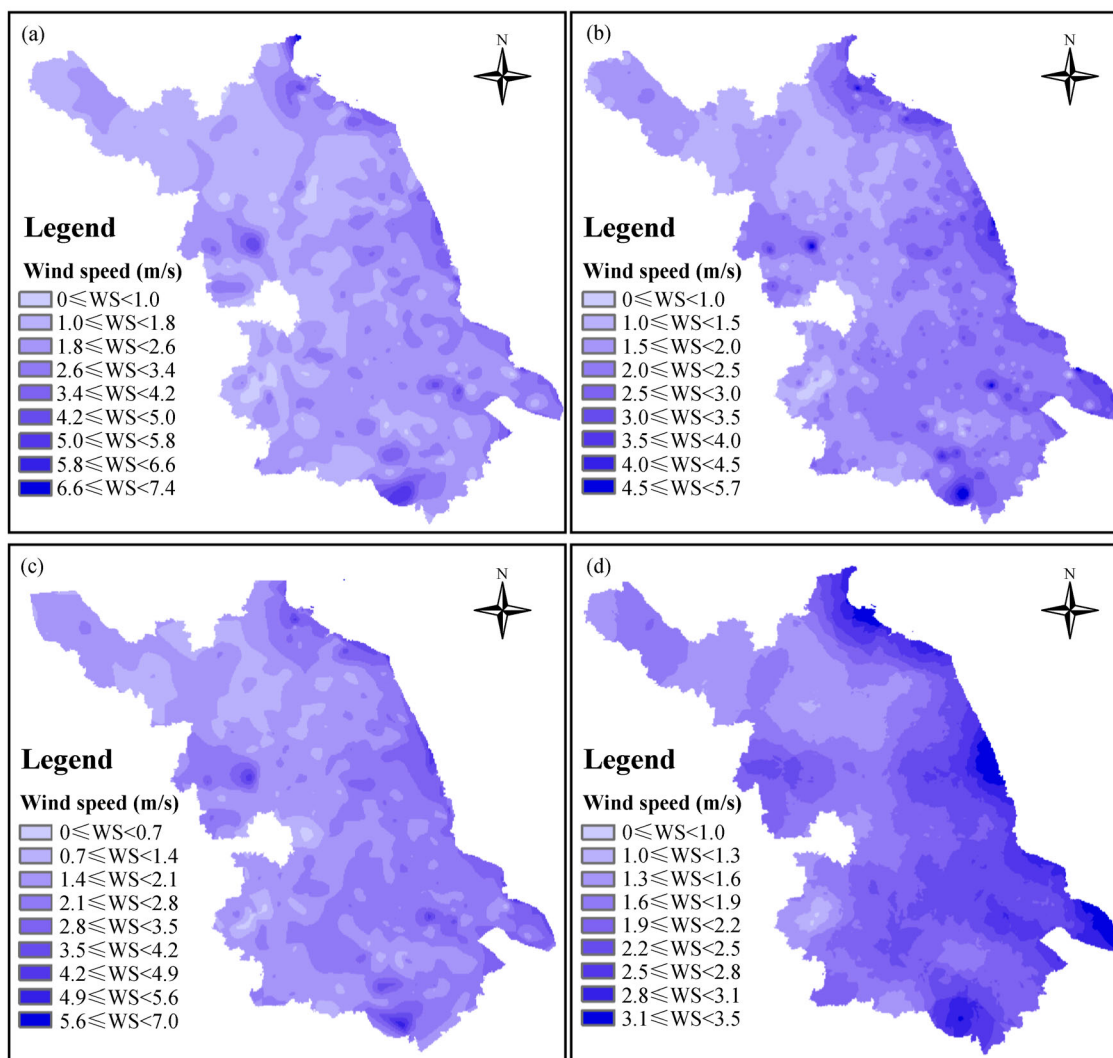 (a)
N
Legend
Wind speed (m/s)
0≤WS<1.0
1.0≤WS<1.8
1.8≤WS<2.6
2.6≤WS<3.4
3.4≤WS<4.2
4.2≤WS<5.0
5.0≤WS<5.8
5.8≤WS<6.6
6.6≤WS<7.4
(b)
N
Legend
Wind speed (m/s)
0≤WS<1.0
1.0≤WS<1.5
1.5≤WS<2.0
2.0≤WS<2.5
2.5≤WS<3.0
3.0≤WS<3.5
3.5≤WS<4.0
4.0≤WS<4.5
4.5≤WS<5.7
(c)
N
Legend
Wind speed (m/s)
0≤WS<0.7
0.7≤WS<1.4
1.4≤WS<2.1
2.1≤WS<2.8
2.8≤WS<3.5
3.5≤WS<4.2
4.2≤WS<4.9
4.9≤WS<5.6
5.6≤WS<7.0
(d)
N
Legend
Wind speed (m/s)
0≤WS<1.0
1.0≤WS<1.3
1.3≤WS<1.6
1.6≤WS<1.9
1.9≤WS<2.2
2.2≤WS<2.5
2.5≤WS<2.8
2.8≤WS<3.1
3.1≤WS<3.5